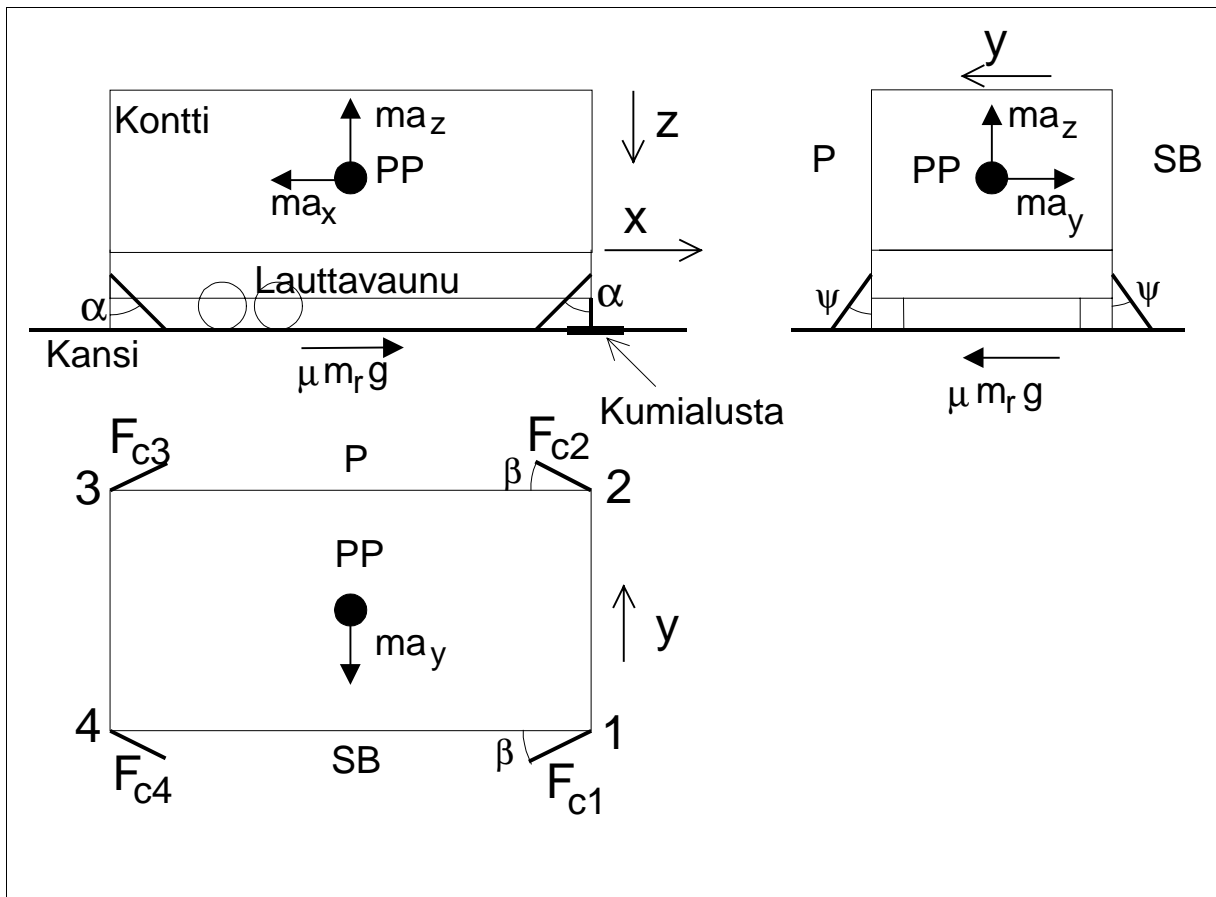 Kontti
ma_z
PP
ma_x
z
x
Lauttavaunu
α
α
Kansi
μ m_r g
Kumialusta
y
ma_z
P
PP
SB
ma_y
ψ
ψ
μ m_r g
F_c3
P
F_c2
β
3
2
PP
ma_y
y
4
SB
β
1
F_c4
F_c1